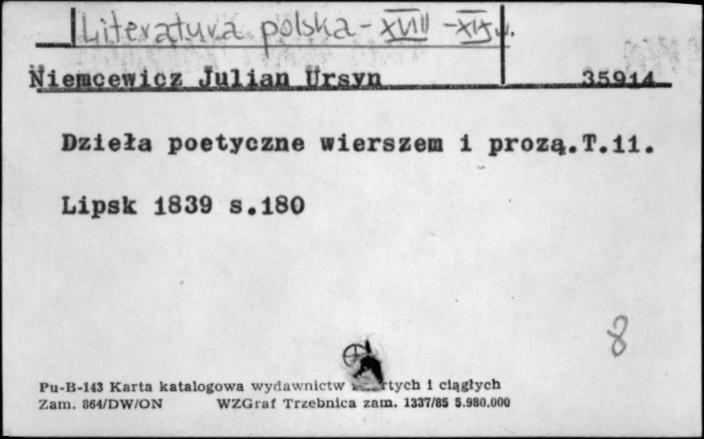 Literatura polska - XVIII - XIX w.
Niemcewicz Julian Ursyn 35914
Dzieła poetyczne wierszem i prozą.T.11.
Lipsk 1839 s.180
8
Pu-B-143 Karta katalogowa wydawnictw i ciągłych
Zam. 864/DW/ON WZGraf Trzebnica zam. 1337/85 5.980.000